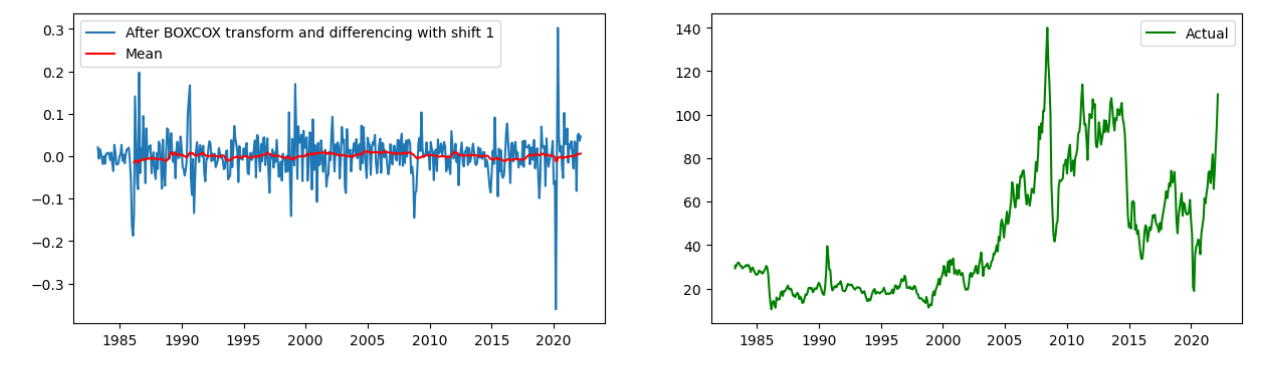 After BOXCOX transform and differencing with shift 1
Mean
0.3
0.2
0.1
0.0
−0.1
−0.2
−0.3
1985 1990 1995 2000 2005 2010 2015 2020
Actual
140
120
100
80
60
40
20
1985 1990 1995 2000 2005 2010 2015 2020